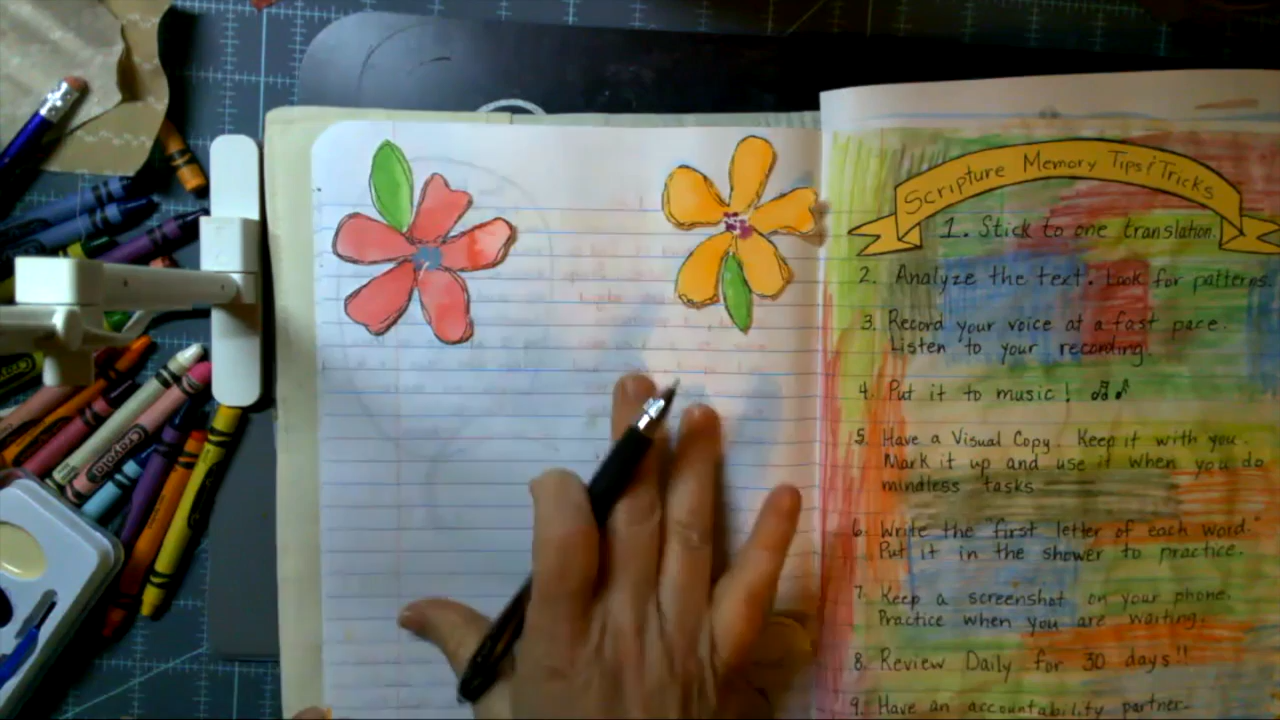 Scripture Memory Tips & Tricks
1. Stick to one translation.
2. Analyze the text. Look for patterns.
3. Record your voice at a fast pace.
Listen to your recording.
4. Put it to music!
5. Have a Visual Copy. Keep it with you.
Mark it up and use it when you do
mindless tasks
6. Write the "first letter of each word."
Put it in the shower to practice.
7. Keep a screenshot on your phone.
Practice when you are waiting.
8. Review Daily for 30 days!!
9. Have an accountability partner-
Crayola